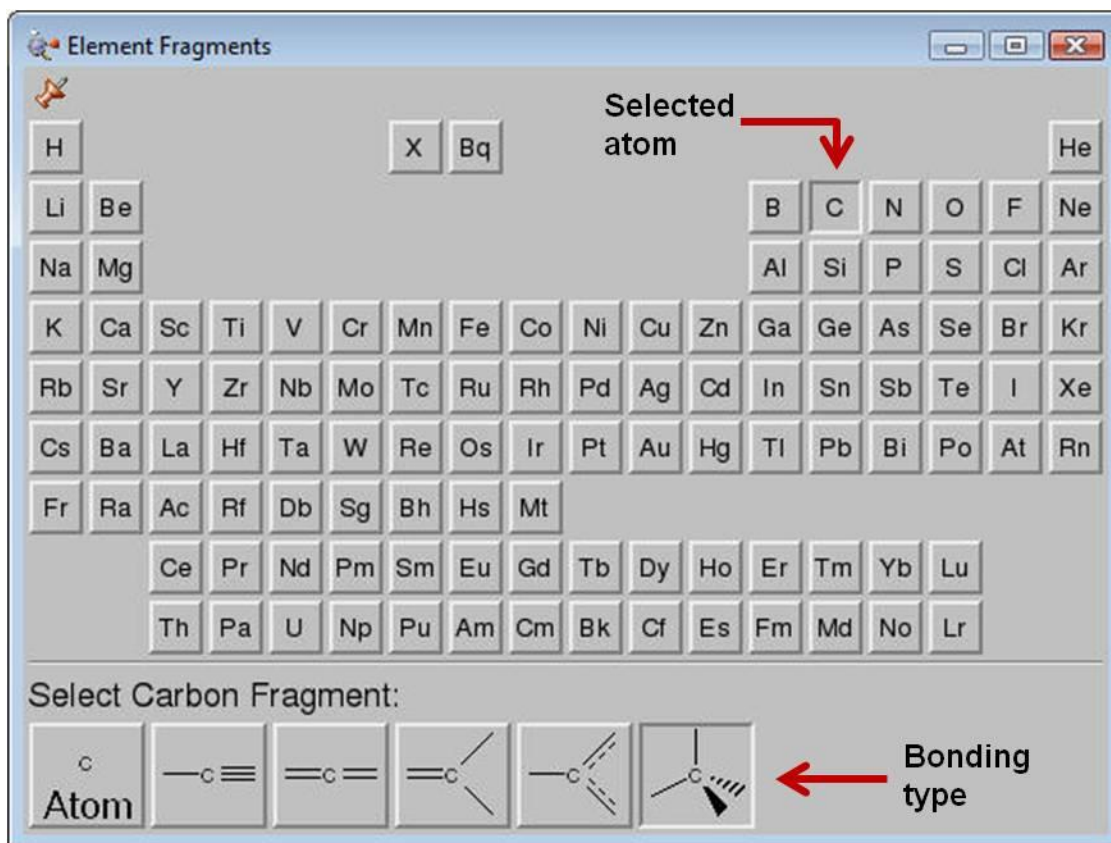 Element Fragments
Selected
atom
H X Bq He
Li Be B C N O F Ne
Na Mg Al Si P S Cl Ar
K Ca Sc Ti V Cr Mn Fe Co Ni Cu Zn Ga Ge As Se Br Kr
Rb Sr Y Zr Nb Mo Tc Ru Rh Pd Ag Cd In Sn Sb Te I Xe
Cs Ba La Hf Ta W Re Os Ir Pt Au Hg Tl Pb Bi Po At Rn
Fr Ra Ac Rf Db Sg Bh Hs Mt
Ce Pr Nd Pm Sm Eu Gd Tb Dy Ho Er Tm Yb Lu
Th Pa U Np Pu Am Cm Bk Cf Es Fm Md No Lr
Select Carbon Fragment:
C C C C C C
Atom
Bonding
type